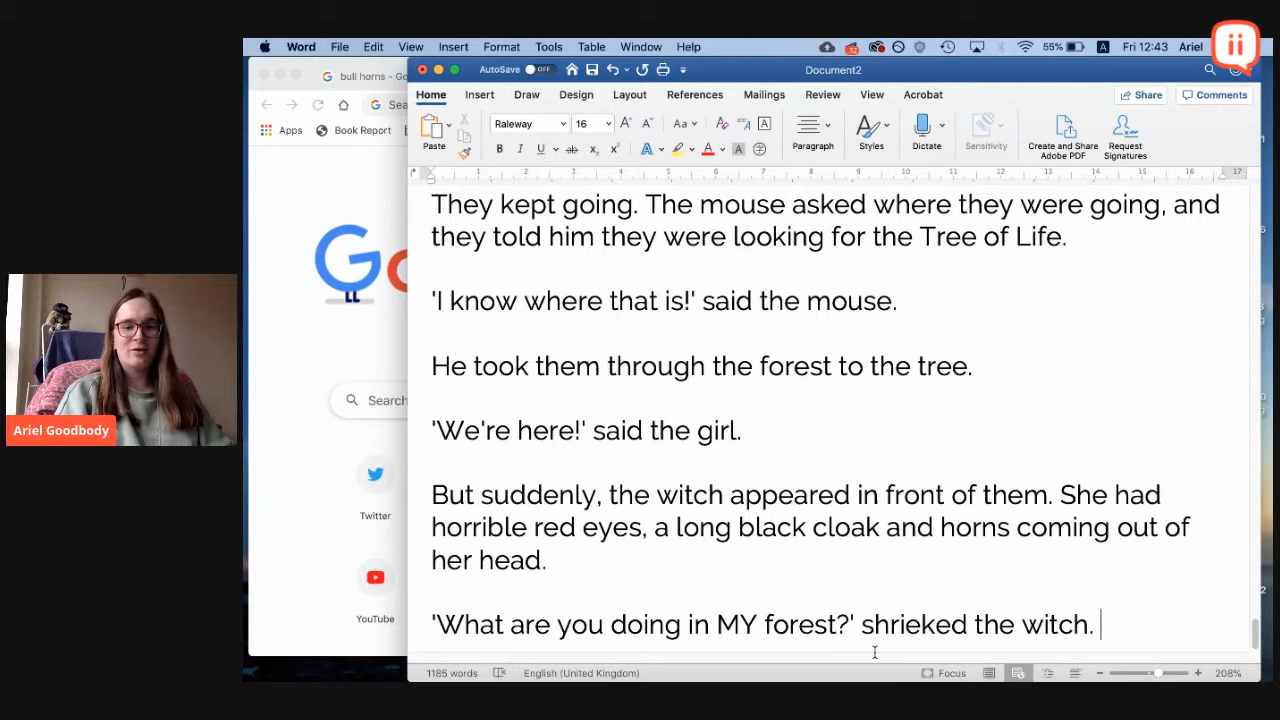 Word File Edit View Insert Format Tools Table Window Help 55% A Fri 12:43 Ariel
bull horns - Go
AutoSave OFF Document2
Home Insert Draw Design Layout References Mailings Review View Acrobat Share Comments
Apps Book Report
Raleway 16
Paste Paragraph Styles Dictate Sensitivity Create and Share Adobe PDF Request Signatures
They kept going. The mouse asked where they were going, and
they told him they were looking for the Tree of Life.
'I know where that is!' said the mouse.
He took them through the forest to the tree.
'We're here!' said the girl.
But suddenly, the witch appeared in front of them. She had
horrible red eyes, a long black cloak and horns coming out of
her head.
'What are you doing in MY forest?' shrieked the witch.
Search
Twitter
YouTube
Ariel Goodbody
1185 words English (United Kingdom) Focus 208%